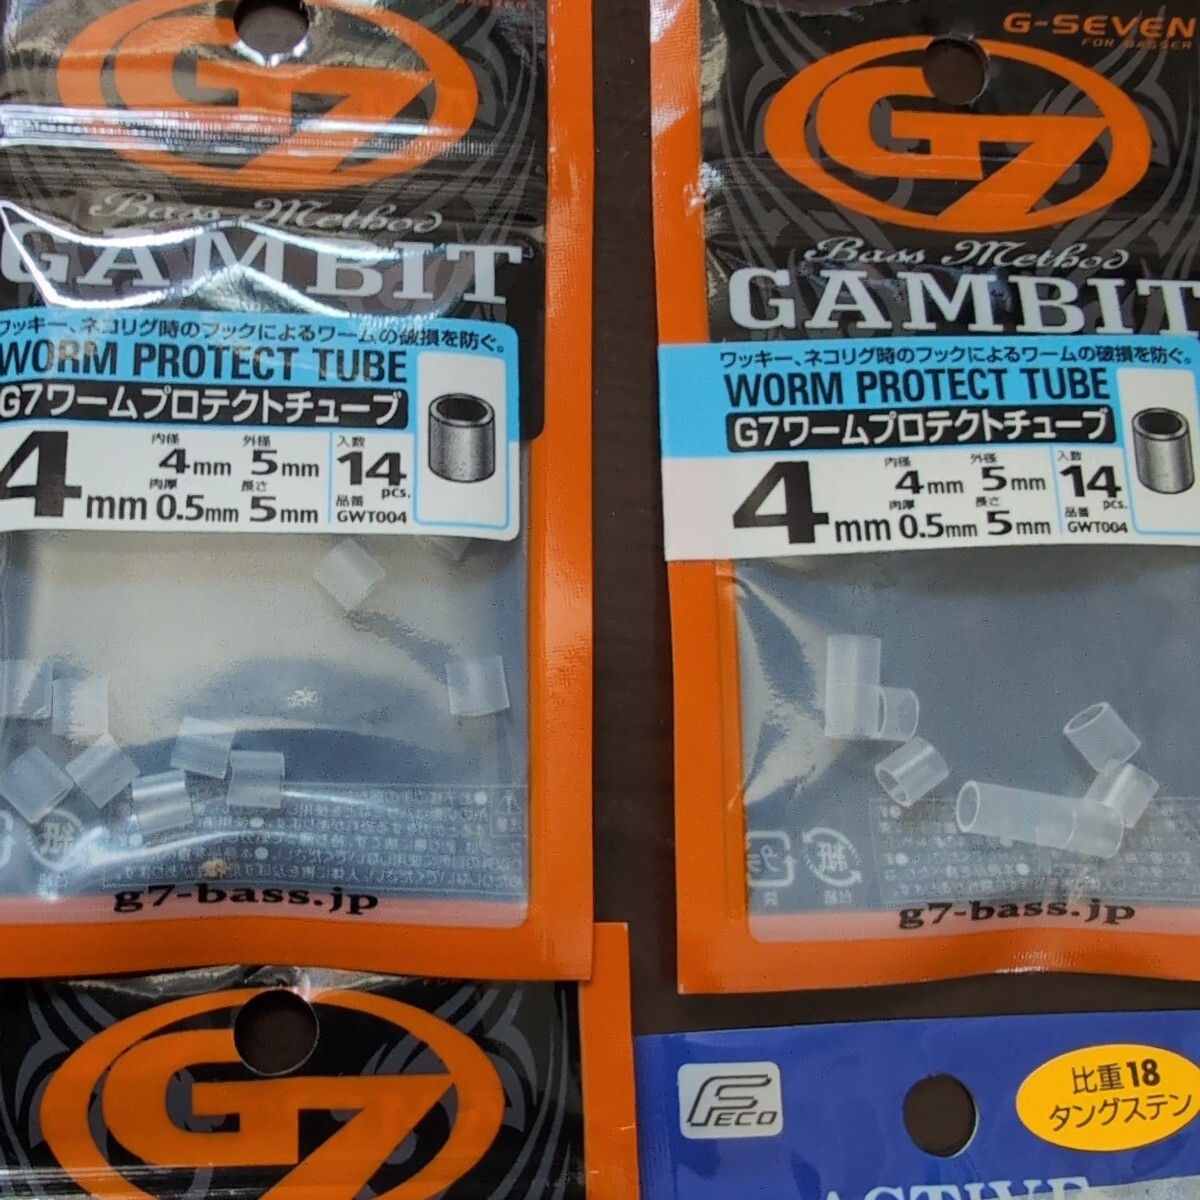 G7
Bass Method
GAMBIT
ワッキー、ネコリグ時のフックによるワームの破損を防ぐ。
WORM PROTECT TUBE
G7ワームプロテクトチューブ
4mm
内径 4mm
外径 5mm
肉厚 0.5mm
長さ 5mm
入数 14pcs.
品番 GWT004
g7-bass.jp
G-SEVEN
FOR BASSER
G7
Bass Method
GAMBIT
ワッキー、ネコリグ時のフックによるワームの破損を防ぐ。
WORM PROTECT TUBE
G7ワームプロテクトチューブ
4mm
内径 4mm
外径 5mm
肉厚 0.5mm
長さ 5mm
入数 14pcs.
品番 GWT004
g7-bass.jp
G7
FECO
比重18
タングステン
ACTIVE